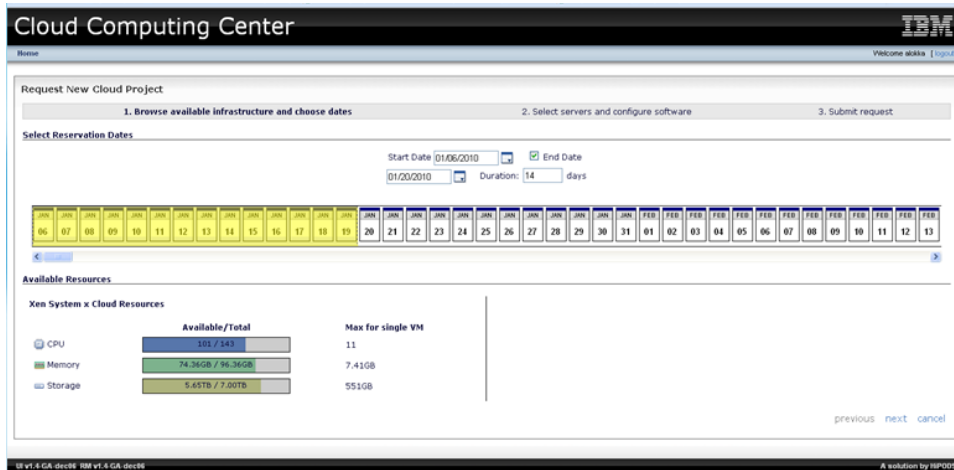 Cloud Computing Center
IBM
Home
Welcome alokka [logout
Request New Cloud Project
1. Browse available infrastructure and choose dates
2. Select servers and configure software
3. Submit request
Select Reservation Dates
Start Date 01/06/2010 End Date
01/20/2010 Duration: 14 days
JAN JAN JAN JAN JAN JAN JAN JAN JAN JAN JAN JAN JAN JAN JAN JAN JAN JAN JAN JAN JAN JAN JAN JAN JAN JAN FEB FEB FEB FEB FEB FEB FEB FEB FEB FEB FEB FEB FEB
06 07 08 09 10 11 12 13 14 15 16 17 18 19 20 21 22 23 24 25 26 27 28 29 30 31 01 02 03 04 05 06 07 08 09 10 11 12 13
Available Resources
Xen System x Cloud Resources
Available/Total Max for single VM
CPU 101 / 143 11
Memory 74.36GB / 96.36GB 7.41GB
Storage 5.65TB / 7.00TB 551GB
previous next cancel
UI v1.4-GA-dec06 RM v1.4-GA-dec06
A solution by HiPODS